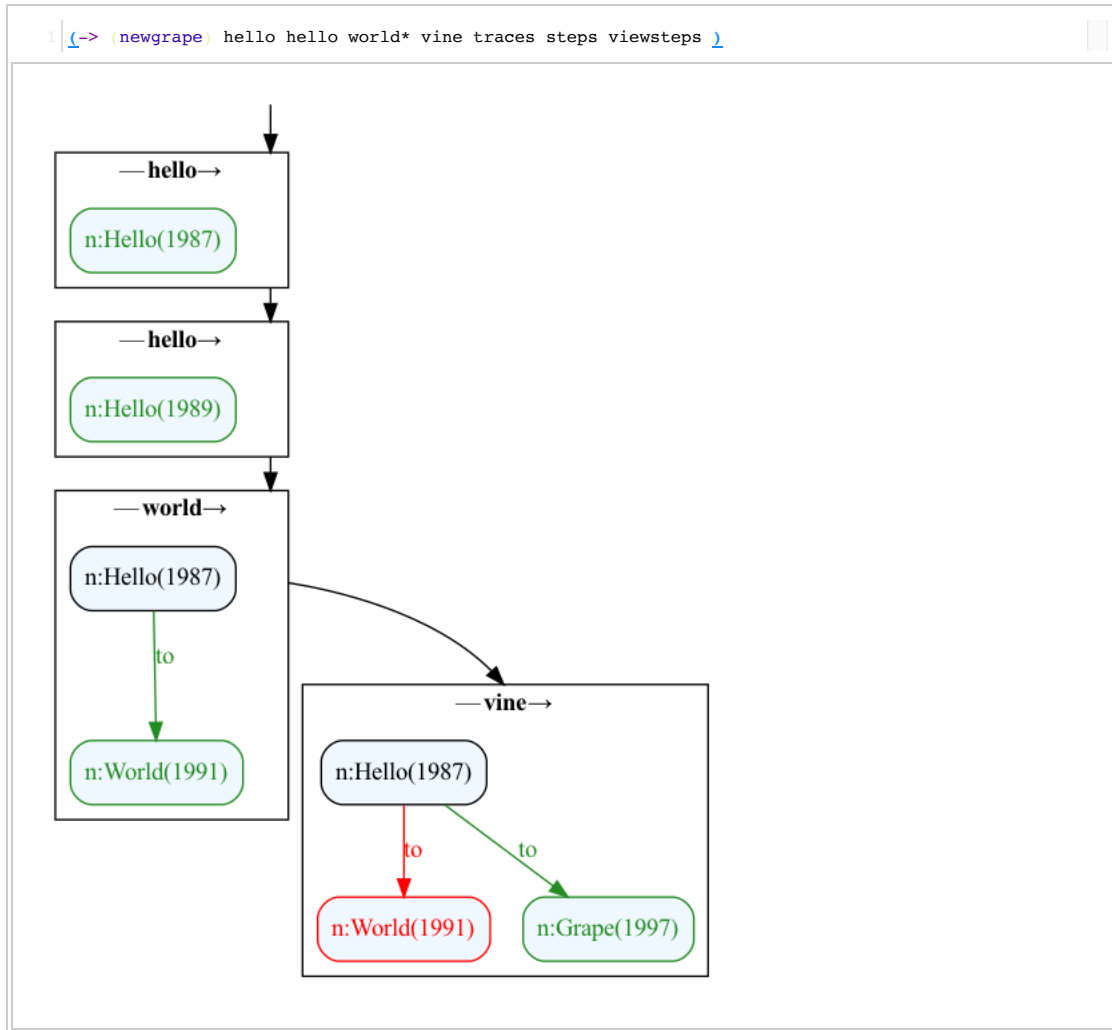 1 (-> (newgrape) hello hello world* vine traces steps viewsteps )
—hello→
n:Hello(1987)
—hello→
n:Hello(1989)
—world→
n:Hello(1987)
to
n:World(1991)
—vine→
n:Hello(1987)
to to
n:World(1991) n:Grape(1997)